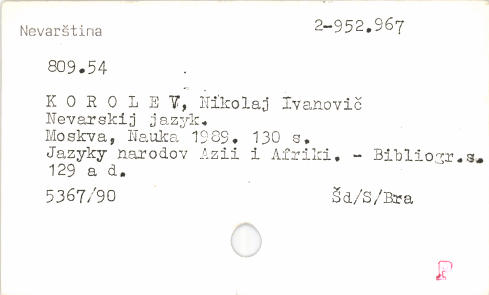 Nevarština
2-952.967
809.54
K O R O L E V, Nikolaj Ivanovič
Nevarskij jazyk.
Moskva, Nauka 1989. 130 s.
Jazyky narodov Azii i Afriki. - Bibliogr.s.
129 a d.
5367/90 Šd/S/Bra